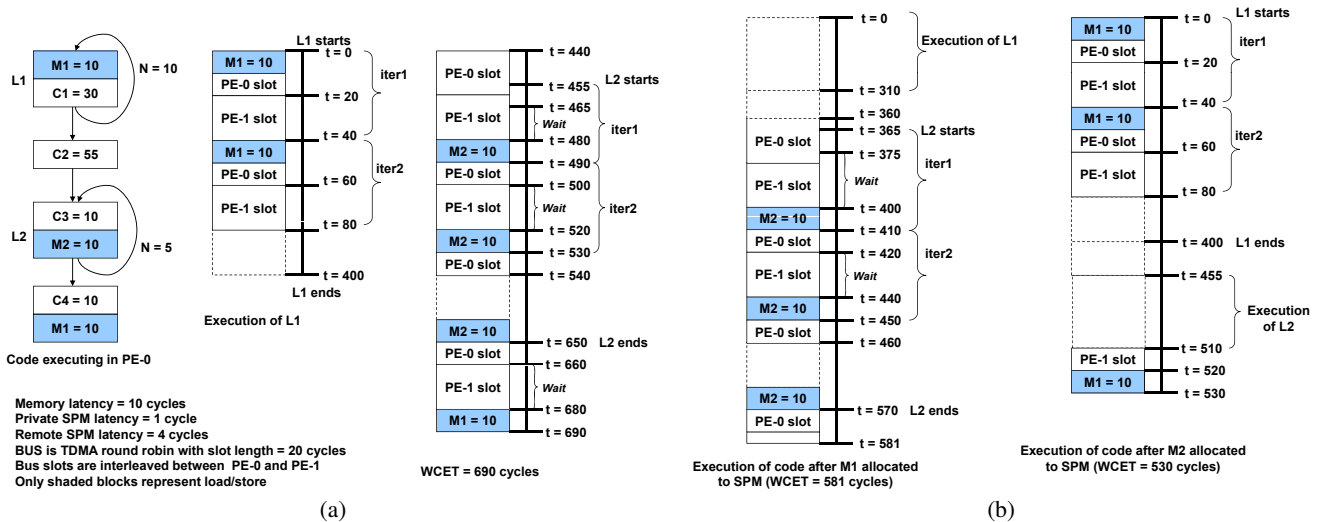 L1
M1 = 10
C1 = 30
N = 10
C2 = 55
L2
C3 = 10
M2 = 10
N = 5
C4 = 10
M1 = 10
Code executing in PE-0
Memory latency = 10 cycles
Private SPM latency = 1 cycle
Remote SPM latency = 4 cycles
BUS is TDMA round robin with slot length = 20 cycles
Bus slots are interleaved between PE-0 and PE-1
Only shaded blocks represent load/store
L1 starts
t = 0
M1 = 10
PE-0 slot
t = 20
iter1
PE-1 slot
t = 40
M1 = 10
PE-0 slot
t = 60
iter2
PE-1 slot
t = 80
t = 400
L1 ends
Execution of L1
t = 440
PE-0 slot
t = 455
L2 starts
t = 465
PE-1 slot
Wait
iter1
t = 480
M2 = 10
t = 490
PE-0 slot
t = 500
PE-1 slot
Wait
iter2
t = 520
M2 = 10
t = 530
PE-0 slot
t = 540
M2 = 10
t = 650
L2 ends
PE-0 slot
t = 660
PE-1 slot
Wait
t = 680
M1 = 10
t = 690
WCET = 690 cycles
(a)
t = 0
Execution of L1
t = 310
t = 360
t = 365
L2 starts
PE-0 slot
t = 375
iter1
Wait
PE-1 slot
t = 400
M2 = 10
t = 410
PE-0 slot
t = 420
iter2
PE-1 slot
Wait
t = 440
M2 = 10
t = 450
PE-0 slot
t = 460
M2 = 10
t = 570
L2 ends
PE-0 slot
t = 581
Execution of code after M1 allocated
to SPM (WCET = 581 cycles)
L1 starts
t = 0
M1 = 10
PE-0 slot
t = 20
iter1
PE-1 slot
t = 40
M1 = 10
PE-0 slot
t = 60
iter2
PE-1 slot
t = 80
t = 400
L1 ends
t = 455
Execution
of L2
t = 510
PE-1 slot
t = 520
M1 = 10
t = 530
Execution of code after M2 allocated
to SPM (WCET = 530 cycles)
(b)